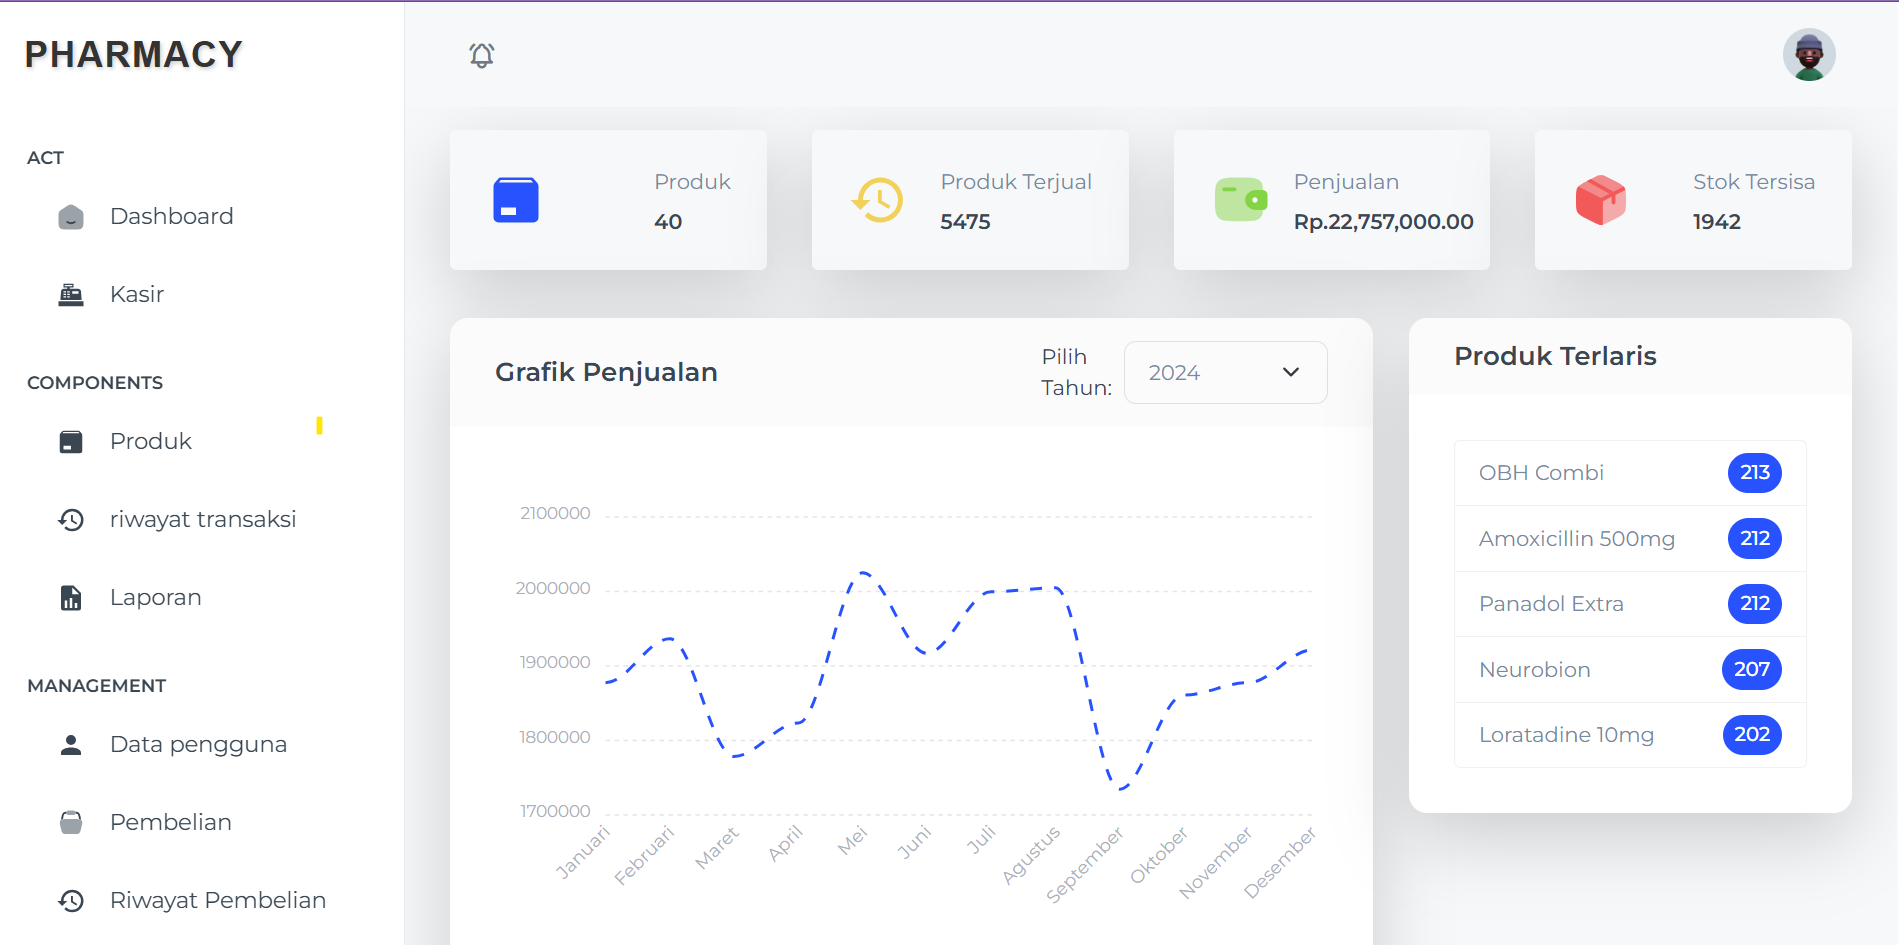 PHARMACY
ACT
Dashboard
Kasir
COMPONENTS
Produk
riwayat transaksi
Laporan
MANAGEMENT
Data pengguna
Pembelian
Riwayat Pembelian
Produk
40
Produk Terjual
5475
Penjualan
Rp.22,757,000.00
Stok Tersisa
1942
Grafik Penjualan
Pilih
Tahun:
2024
2100000
2000000
1900000
1800000
1700000
Januari
Februari
Maret
April
Mei
Juni
Juli
Agustus
September
Oktober
November
Desember
Produk Terlaris
OBH Combi 213
Amoxicillin 500mg 212
Panadol Extra 212
Neurobion 207
Loratadine 10mg 202